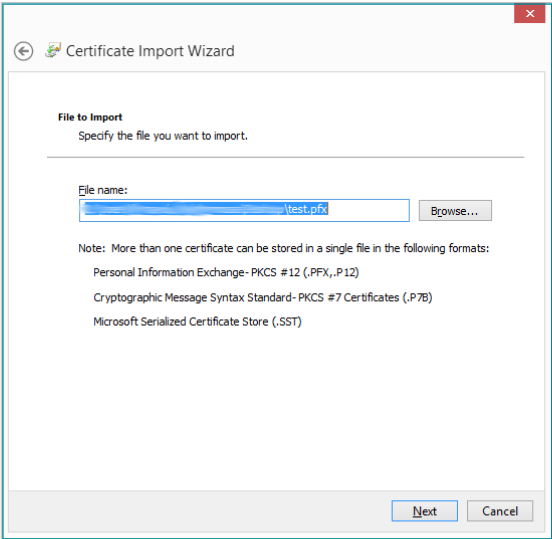 Certificate Import Wizard
File to Import
Specify the file you want to import.
File name:
\test.pfx
Browse...
Note: More than one certificate can be stored in a single file in the following formats:
Personal Information Exchange- PKCS #12 (.PFX,.P12)
Cryptographic Message Syntax Standard- PKCS #7 Certificates (.P7B)
Microsoft Serialized Certificate Store (.SST)
Next
Cancel